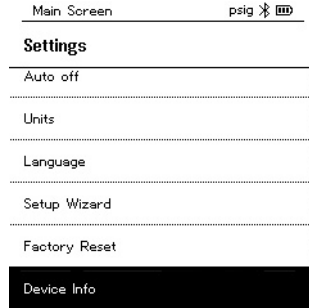 Main Screen psig
Settings
Auto off
Units
Language
Setup Wizard
Factory Reset
Device Info